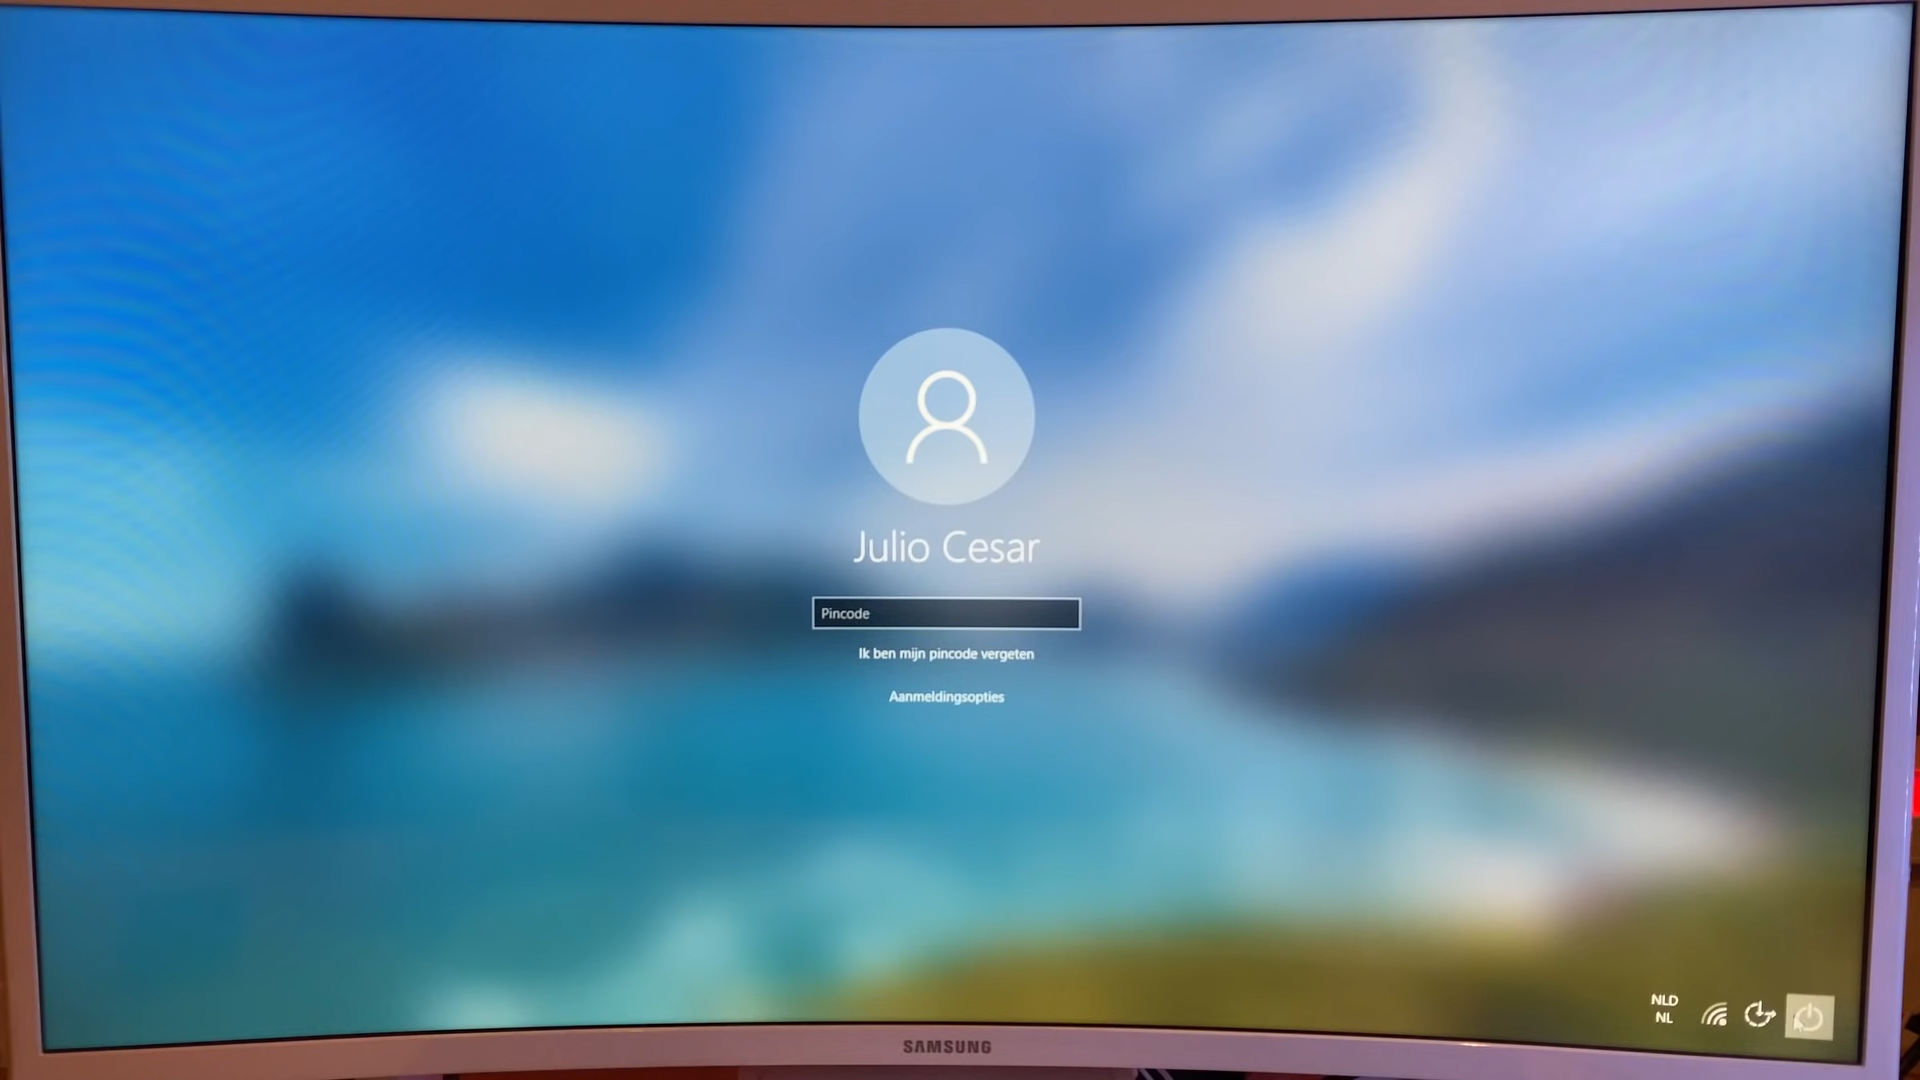 Julio Cesar
Pincode
Ik ben mijn pincode vergeten
Aanmeldingsopties
NLD
NL
SAMSUNG